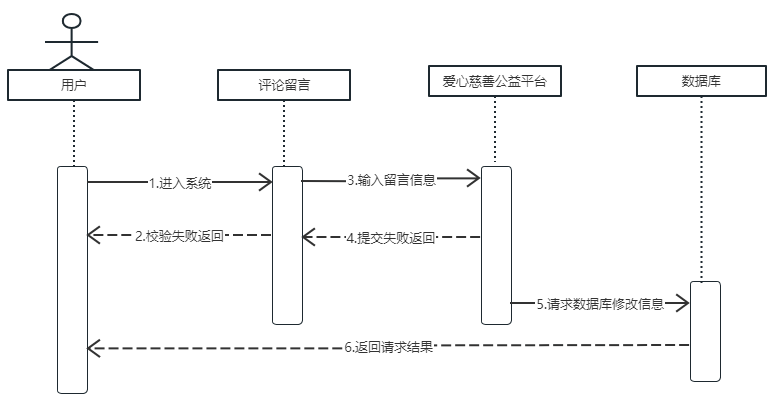 用户
评论留言
爱心慈善公益平台
数据库
1.进入系统
3.输入留言信息
2.校验失败返回
4.提交失败返回
5.请求数据库修改信息
6.返回请求结果